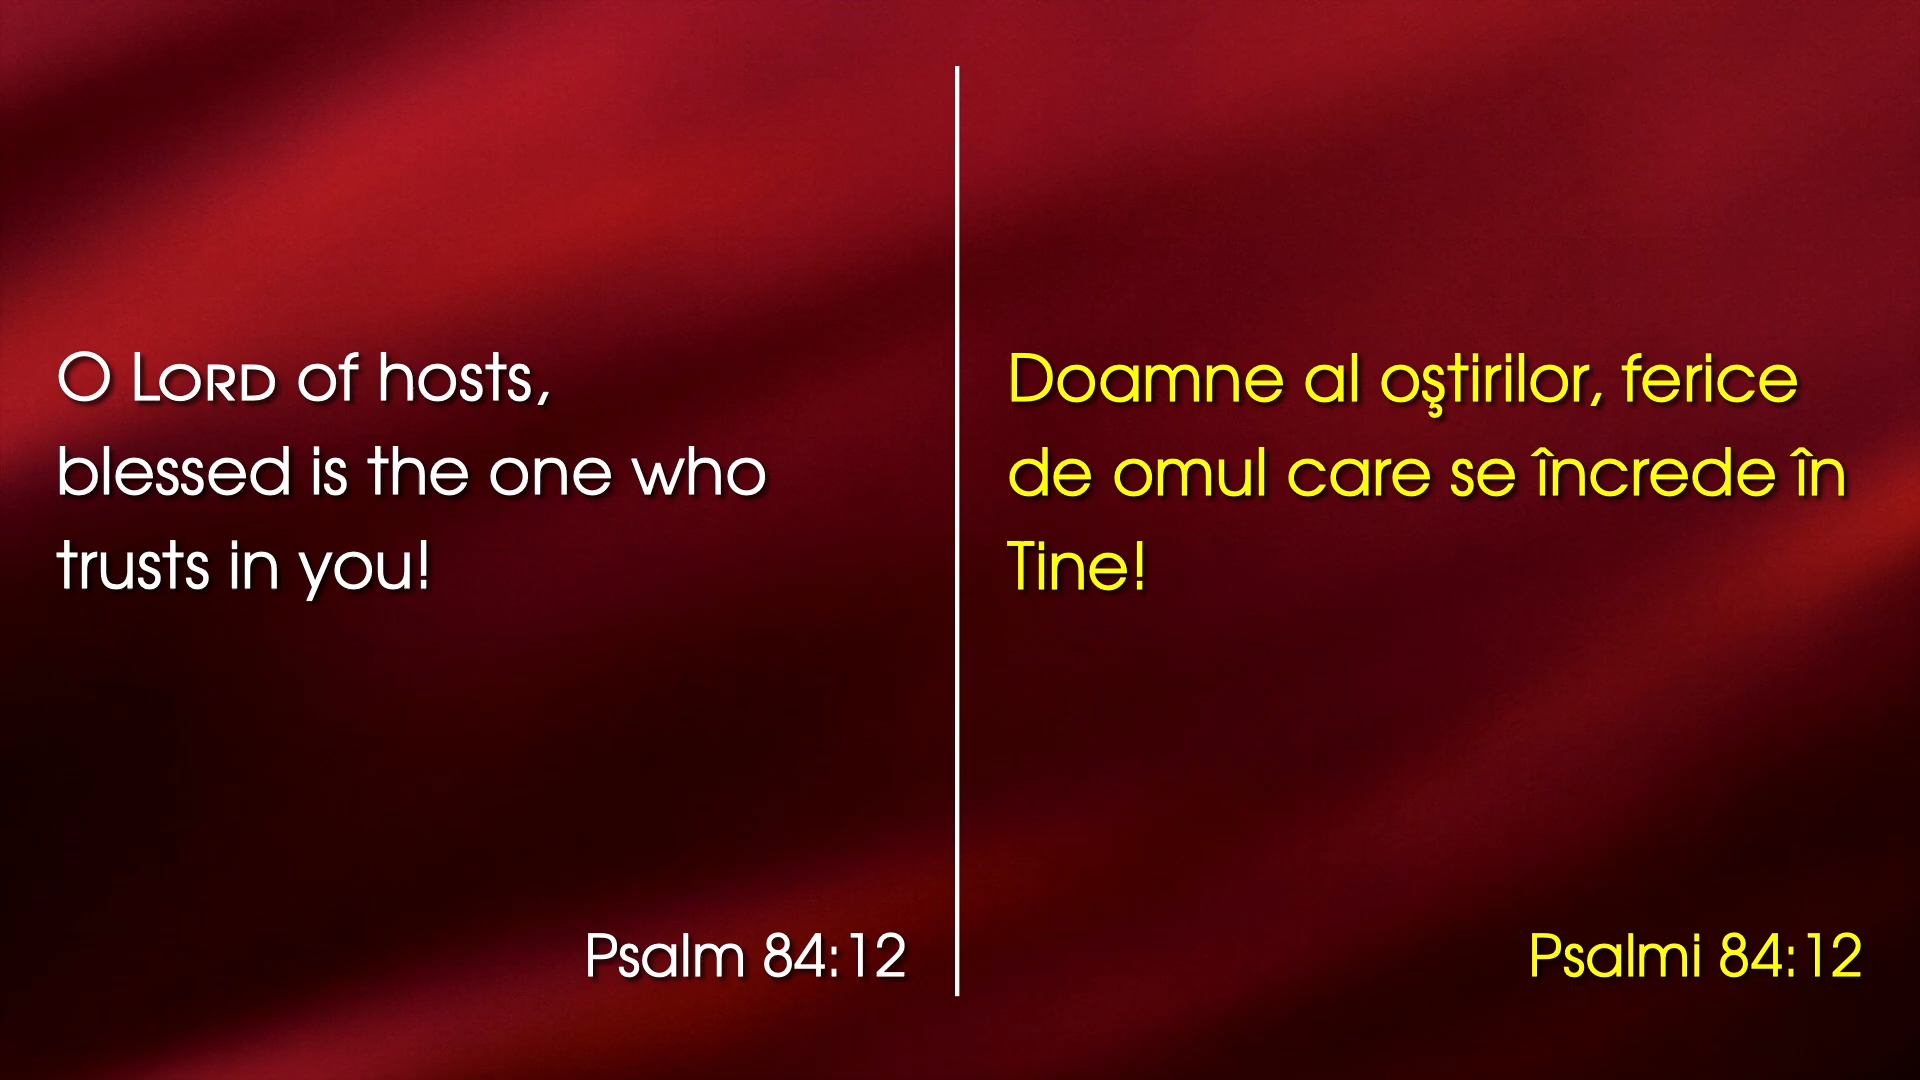 O LORD of hosts,
blessed is the one who
trusts in you!
Psalm 84:12
Doamne al oştirilor, ferice
de omul care se încrede în
Tine!
Psalmi 84:12